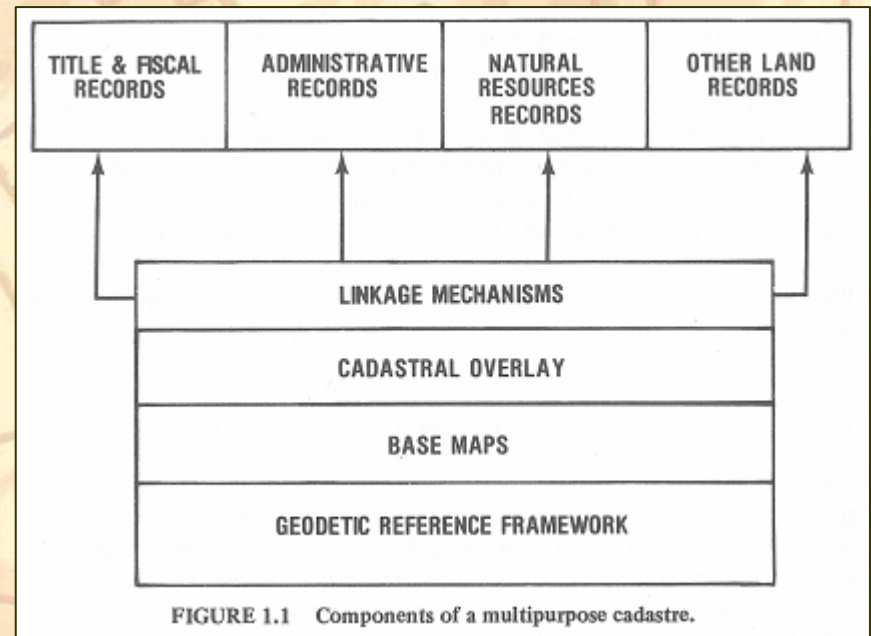 TITLE & FISCAL
RECORDS
ADMINISTRATIVE
RECORDS
NATURAL
RESOURCES
RECORDS
OTHER LAND
RECORDS
LINKAGE MECHANISMS
CADASTRAL OVERLAY
BASE MAPS
GEODETIC REFERENCE FRAMEWORK
FIGURE 1.1 Components of a multipurpose cadastre.